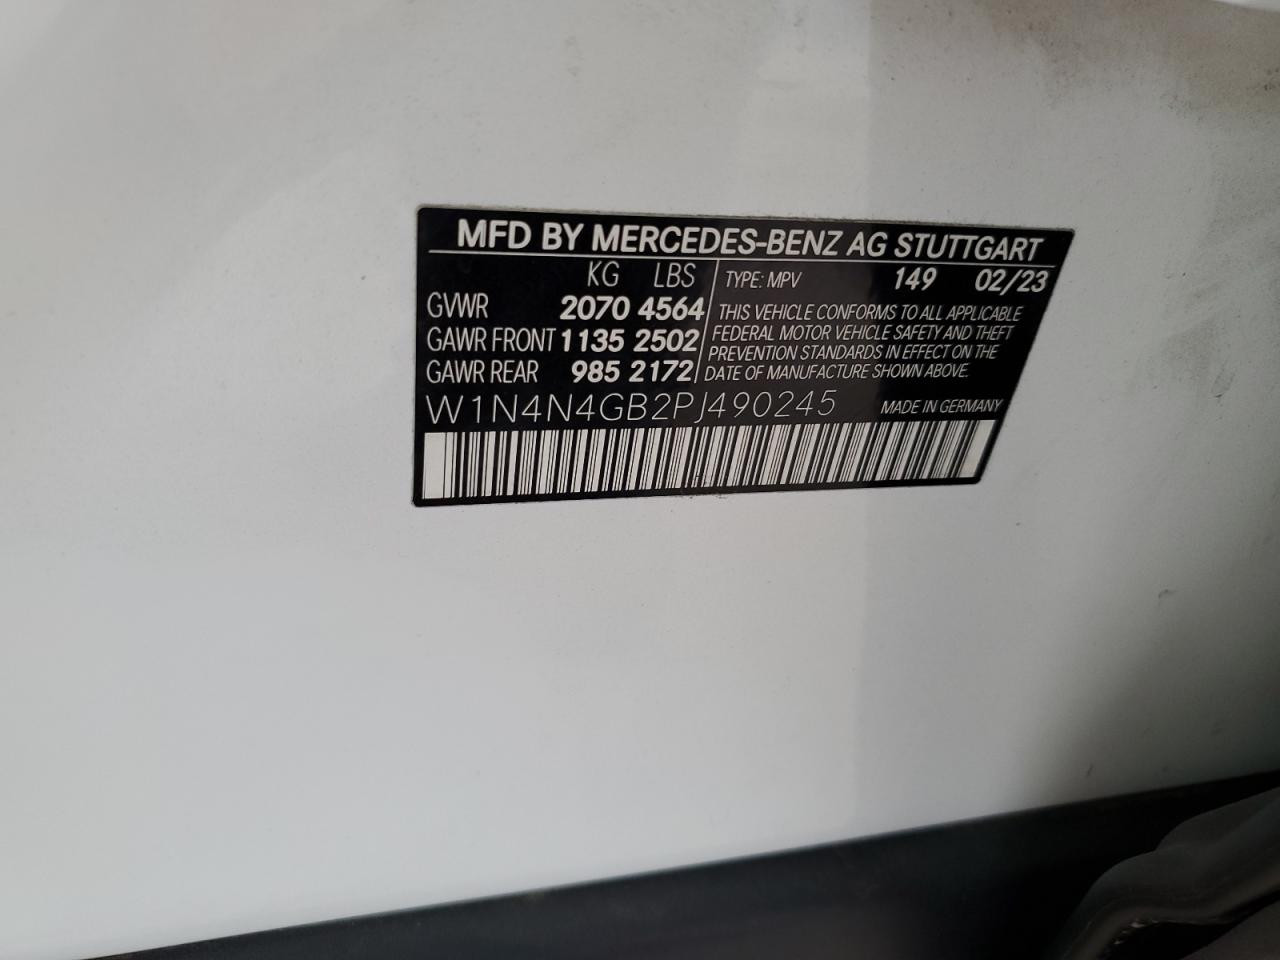 MFD BY MERCEDES-BENZ AG STUTTGART
KG LBS
GVWR 2070 4564
GAWR FRONT 1135 2502
GAWR REAR 985 2172
TYPE: MPV 149 02/23
THIS VEHICLE CONFORMS TO ALL APPLICABLE
FEDERAL MOTOR VEHICLE SAFETY AND THEFT
PREVENTION STANDARDS IN EFFECT ON THE
DATE OF MANUFACTURE SHOWN ABOVE.
W1N4N4GB2PJ490245 MADE IN GERMANY